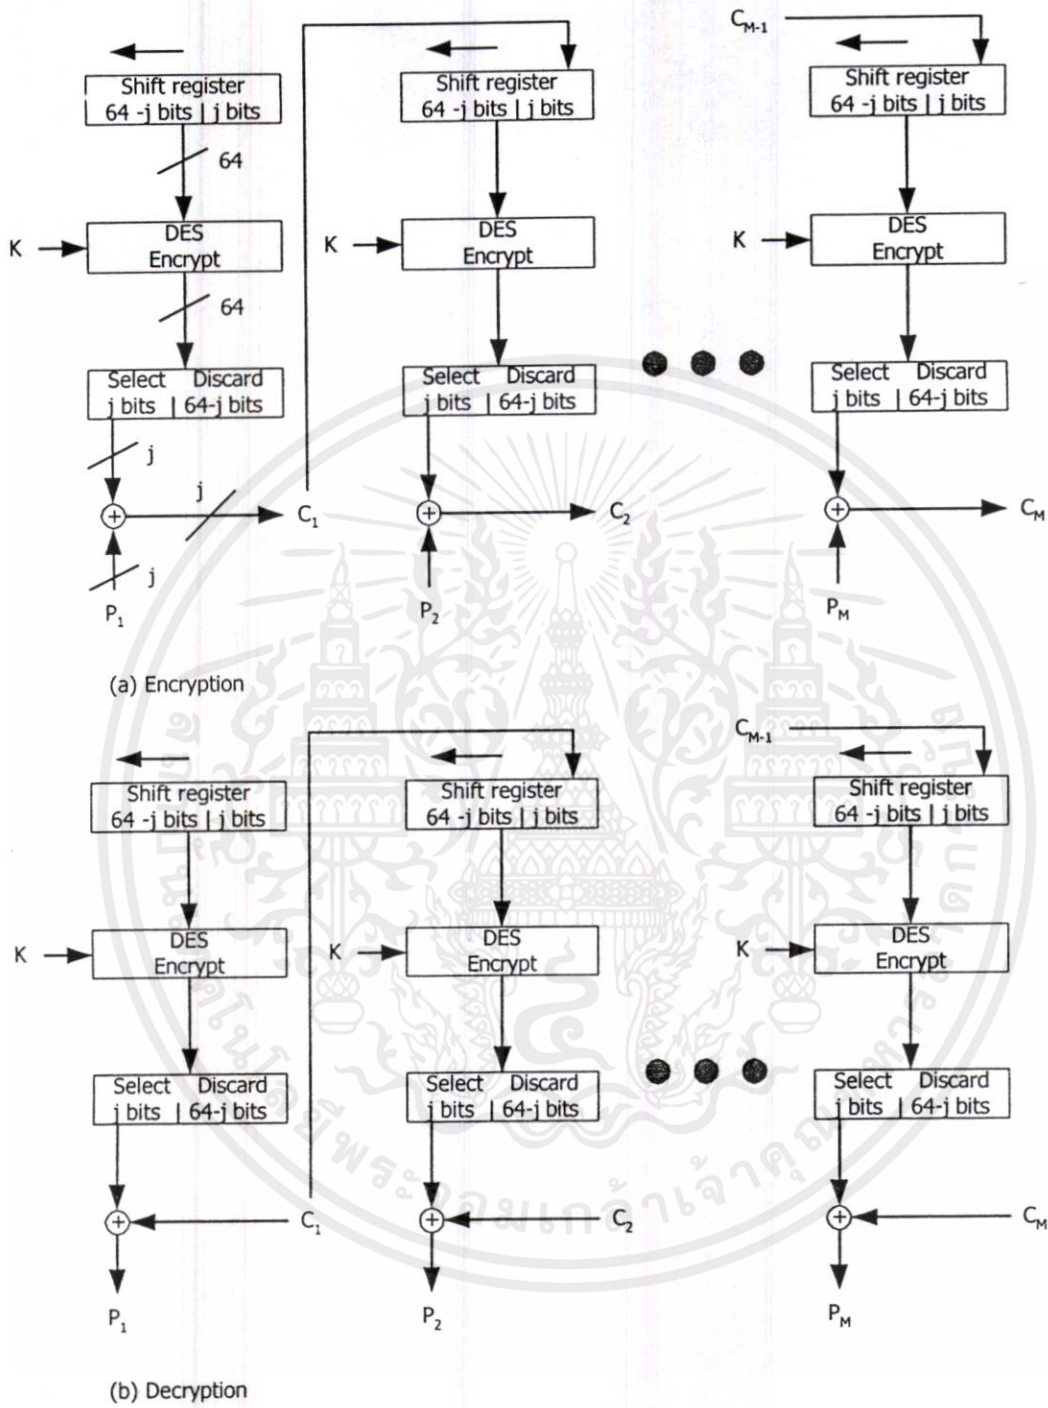 C_{M-1}
Shift register
64 -j bits | j bits
Shift register
64 -j bits | j bits
Shift register
64 -j bits | j bits
64
K
DES
Encrypt
K
DES
Encrypt
K
DES
Encrypt
64
Select Discard
j bits | 64-j bits
Select Discard
j bits | 64-j bits
Select Discard
j bits | 64-j bits
j
j
C_1
C_2
C_M
j
P_1
P_2
P_M
(a) Encryption
C_{M-1}
Shift register
64 -j bits | j bits
Shift register
64 -j bits | j bits
Shift register
64 -j bits | j bits
K
DES
Encrypt
K
DES
Encrypt
K
DES
Encrypt
Select Discard
j bits | 64-j bits
Select Discard
j bits | 64-j bits
Select Discard
j bits | 64-j bits
C_1
C_2
C_M
P_1
P_2
P_M
(b) Decryption